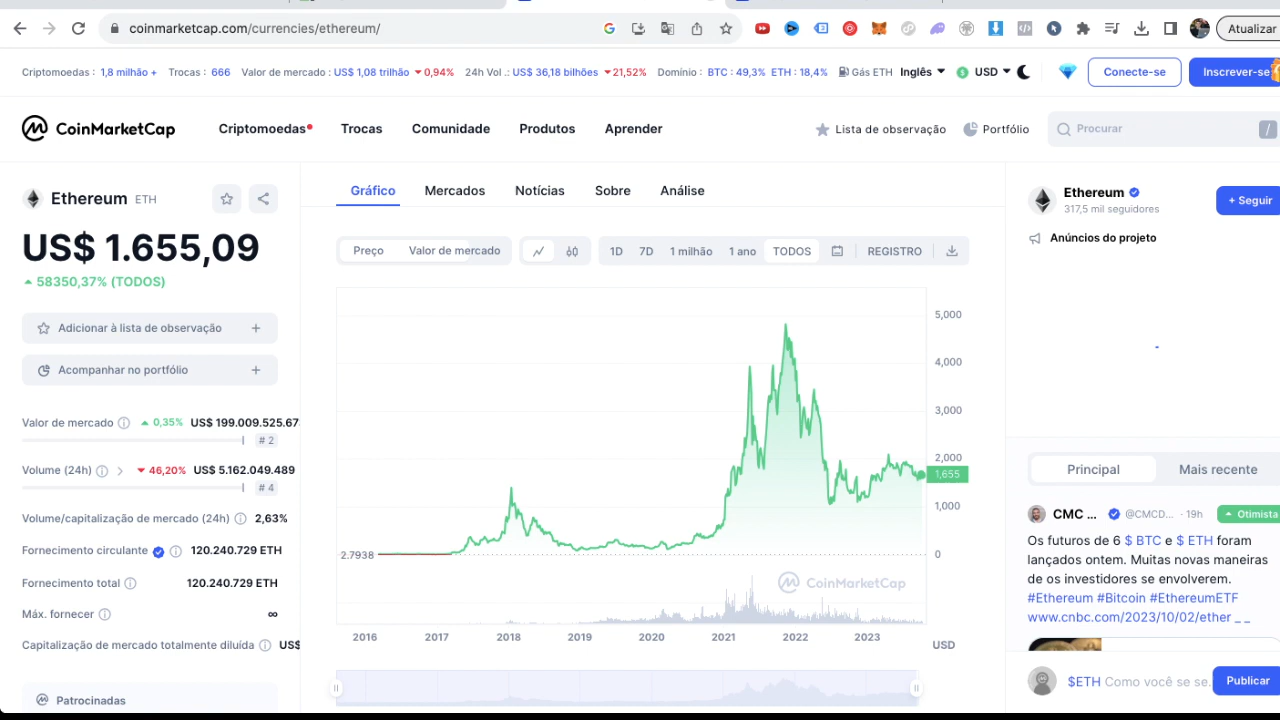 coinmarketcap.com/currencies/ethereum/
Atualizar
Criptomoedas : 1,8 milhão + Trocas : 666 Valor de mercado : US$ 1,08 trilhão 0,94% 24h Vol .: US$ 36,18 bilhões 21,52% Domínio : BTC : 49,3% ETH : 18,4% Gás ETH Inglês USD Conecte-se Inscrever-se
CoinMarketCap Criptomoedas Trocas Comunidade Produtos Aprender Lista de observação Portfólio Procurar /
Ethereum ETH
US$ 1.655,09
58350,37% (TODOS)
Adicionar à lista de observação +
Acompanhar no portfólio +
Valor de mercado 0,35% US$ 199.009.525.67
# 2
Volume (24h) 46,20% US$ 5.162.049.489
# 4
Volume/capitalização de mercado (24h) 2,63%
Fornecimento circulante 120.240.729 ETH
Fornecimento total 120.240.729 ETH
Máx. fornecer ∞
Capitalização de mercado totalmente diluída US$
Patrocinadas
Gráfico Mercados Notícias Sobre Análise
Preço Valor de mercado 1D 7D 1 milhão 1 ano TODOS REGISTRO
5,000
4,000
3,000
2,000
1,655
1,000
0
2.7938
CoinMarketCap
2016 2017 2018 2019 2020 2021 2022 2023
USD
Ethereum
317,5 mil seguidores
+ Seguir
Anúncios do projeto
Principal Mais recente
CMC ... @CMCD... · 19h Otimista
Os futuros de 6 $ BTC e $ ETH foram
lançados ontem. Muitas novas maneiras
de os investidores se envolverem.
#Ethereum #Bitcoin #EthereumETF
www.cnbc.com/2023/10/02/ether _ _
$ETH Como você se se. Publicar